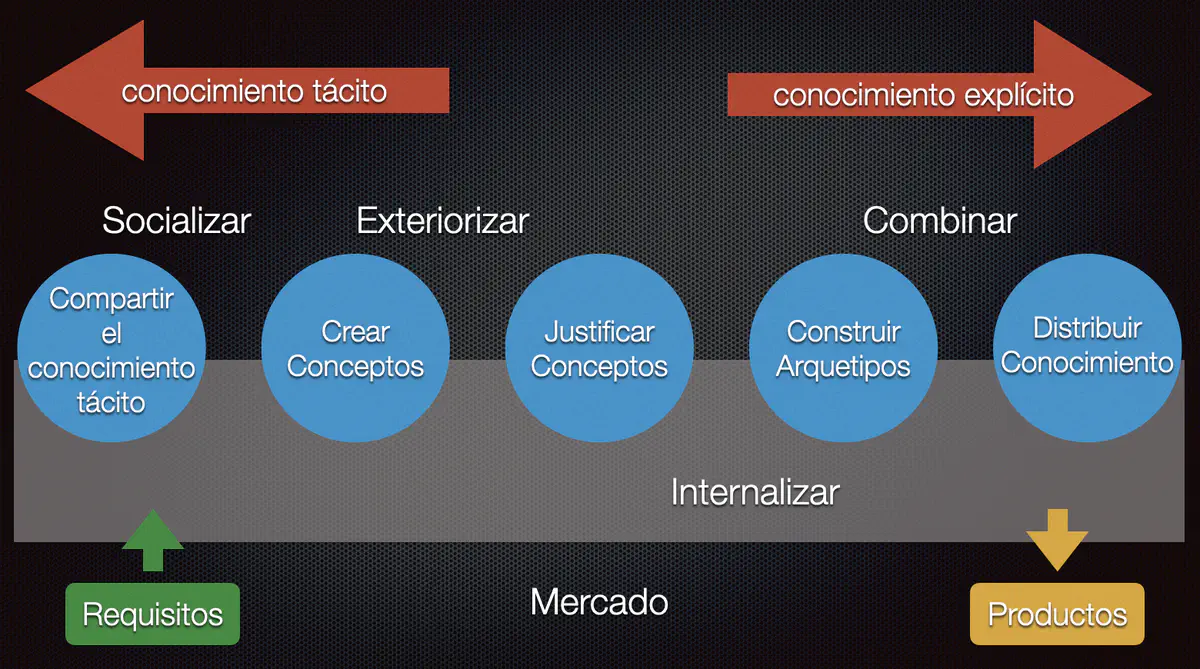 conocimiento tácito
conocimiento explícito
Socializar
Exteriorizar
Combinar
Compartir
el
conocimiento
tácito
Crear
Conceptos
Justificar
Conceptos
Construir
Arquetipos
Distribuir
Conocimiento
Internalizar
Requisitos
Mercado
Productos